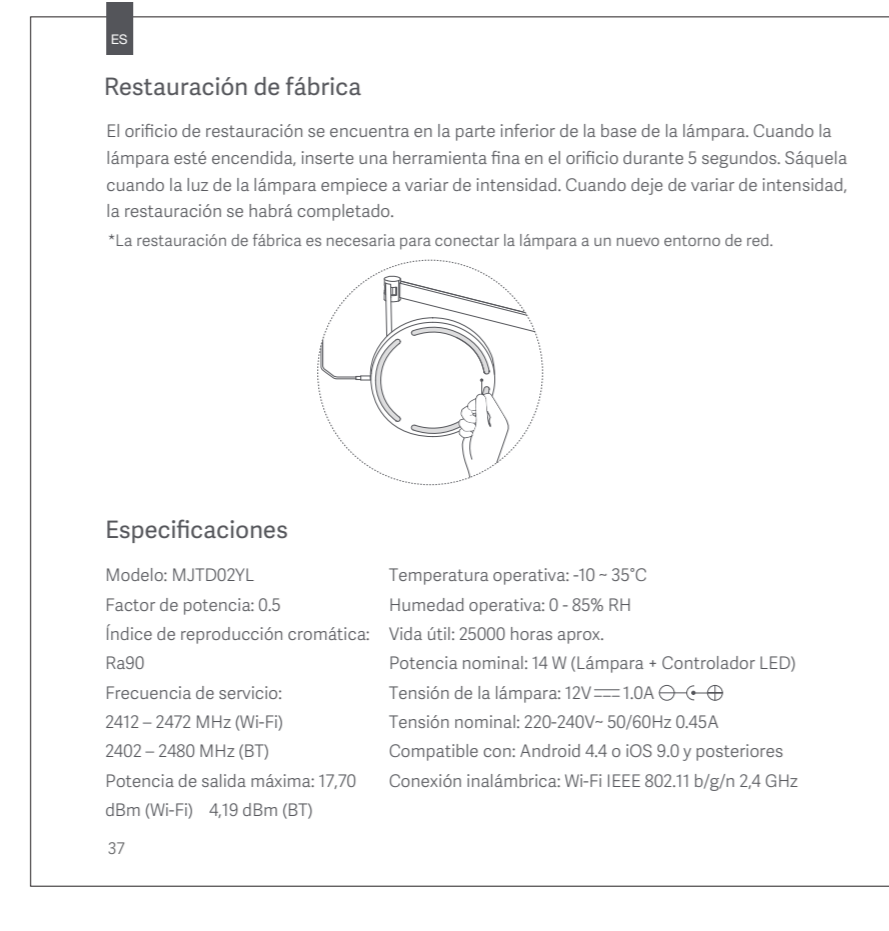 ES
Restauración de fábrica
El orificio de restauración se encuentra en la parte inferior de la base de la lámpara. Cuando la
lámpara esté encendida, inserte una herramienta fina en el orificio durante 5 segundos. Sáquela
cuando la luz de la lámpara empiece a variar de intensidad. Cuando deje de variar de intensidad,
la restauración se habrá completado.
*La restauración de fábrica es necesaria para conectar la lámpara a un nuevo entorno de red.
Especificaciones
Modelo: MJTD02YL
Factor de potencia: 0.5
Índice de reproducción cromática:
Ra90
Frecuencia de servicio:
2412 – 2472 MHz (Wi-Fi)
2402 – 2480 MHz (BT)
Potencia de salida máxima: 17,70
dBm (Wi-Fi) 4,19 dBm (BT)
Temperatura operativa: -10 ~ 35°C
Humedad operativa: 0 - 85% RH
Vida útil: 25000 horas aprox.
Potencia nominal: 14 W (Lámpara + Controlador LED)
Tensión de la lámpara: 12V⎓1.0A
Tensión nominal: 220-240V~ 50/60Hz 0.45A
Compatible con: Android 4.4 o iOS 9.0 y posteriores
Conexión inalámbrica: Wi-Fi IEEE 802.11 b/g/n 2,4 GHz
37